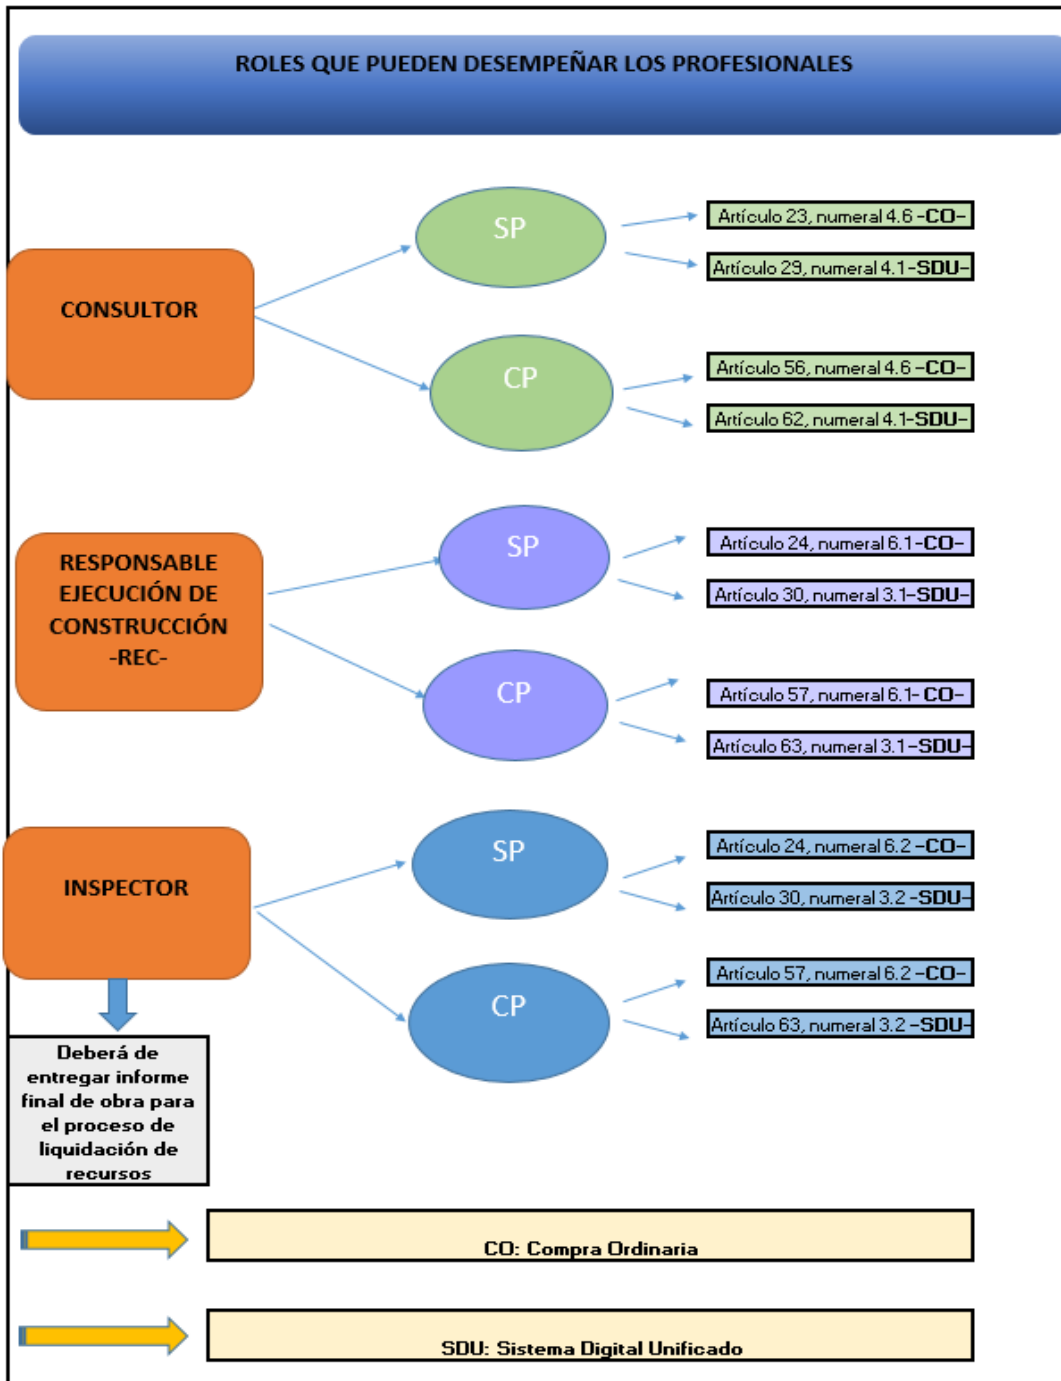 ROLES QUE PUEDEN DESEMPEÑAR LOS PROFESIONALES
CONSULTOR
SP
Artículo 23, numeral 4.6 -CO-
Artículo 29, numeral 4.1-SDU-
CP
Artículo 56, numeral 4.6 -CO-
Artículo 62, numeral 4.1-SDU-
RESPONSABLE
EJECUCIÓN DE
CONSTRUCCIÓN
-REC-
SP
Artículo 24, numeral 6.1-CO-
Artículo 30, numeral 3.1-SDU-
CP
Artículo 57, numeral 6.1- CO-
Artículo 63, numeral 3.1-SDU-
INSPECTOR
SP
Artículo 24, numeral 6.2 -CO-
Artículo 30, numeral 3.2 -SDU-
CP
Artículo 57, numeral 6.2 -CO-
Artículo 63, numeral 3.2 -SDU-
Deberá de
entregar informe
final de obra para
el proceso de
liquidación de
recursos
CO: Compra Ordinaria
SDU: Sistema Digital Unificado